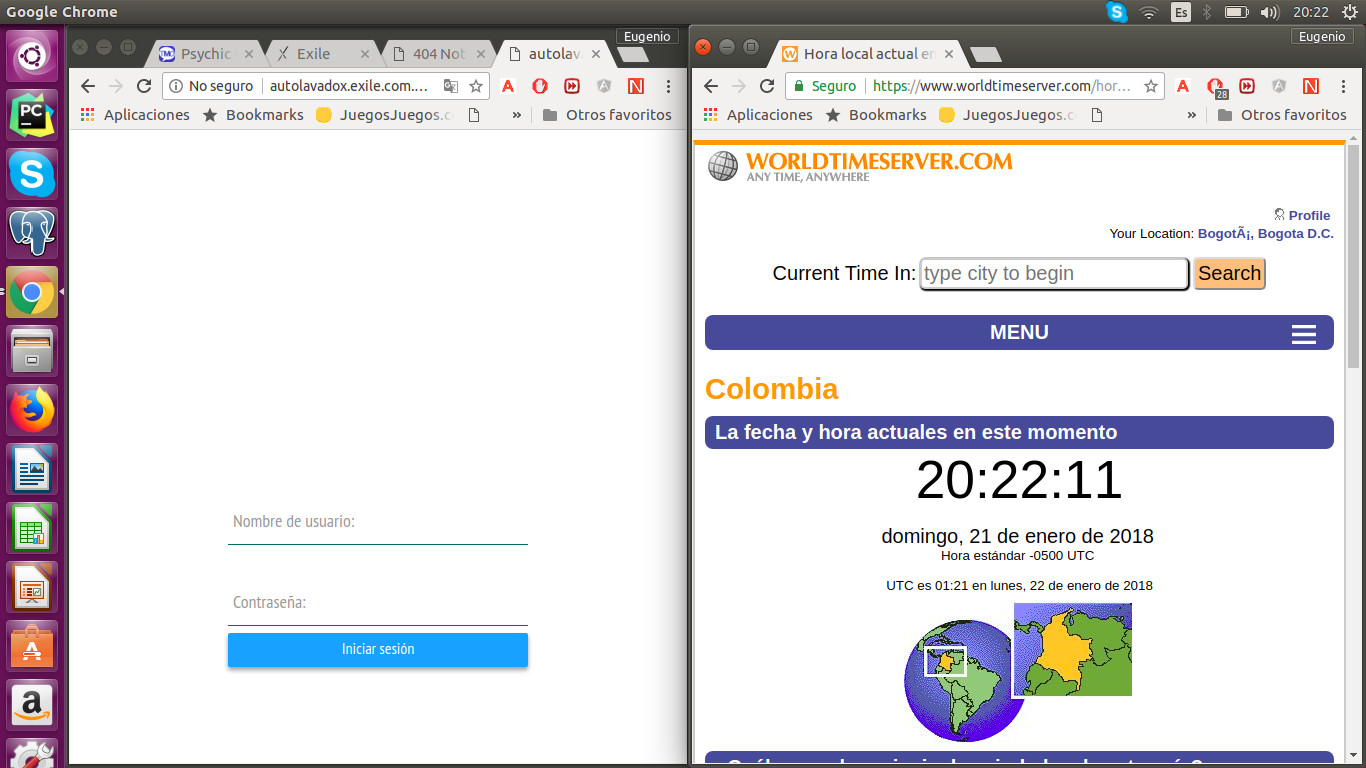 Google Chrome
Es
20:22
Eugenio
Psychic
Exile
404 Not
autolava
No seguro
autolavadox.exile.com....
Aplicaciones
Bookmarks
JuegosJuegos.c
»
Otros favoritos
Nombre de usuario:
Contraseña:
Iniciar sesión
Eugenio
Hora local actual en
Seguro
https://www.worldtimeserver.com/hor...
28
Aplicaciones
Bookmarks
JuegosJuegos.c
»
Otros favoritos
WORLDTIMESERVER.COM
ANY TIME, ANYWHERE
Profile
Your Location: BogotÃ¡, Bogota D.C.
Current Time In: type city to begin Search
MENU
Colombia
La fecha y hora actuales en este momento
20:22:11
domingo, 21 de enero de 2018
Hora estándar -0500 UTC
UTC es 01:21 en lunes, 22 de enero de 2018